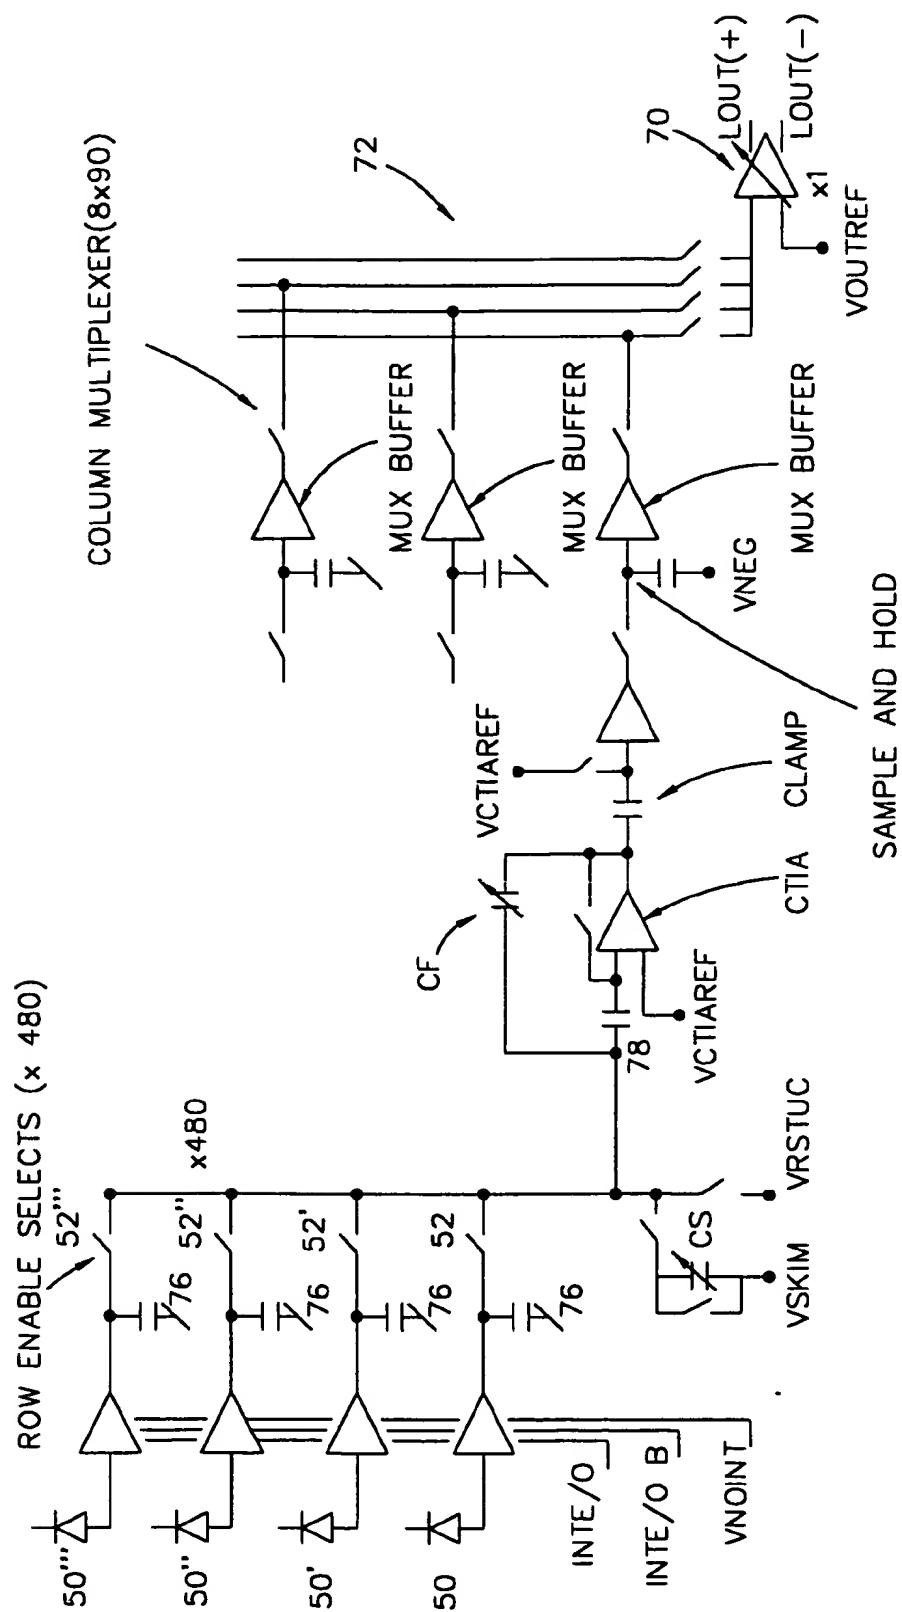 ROW ENABLE SELECTS (x 480)
50'''
50''
50'
50
52'''
52''
52'
52
76
76
76
76
x480
INTE/O
INTE/O B
VNOINT
VSKIM
CS
VRSTUC
CF
78
VCTIAREF
CTIA
VCTIAREF
CLAMP
SAMPLE AND HOLD
VNEG
COLUMN MULTIPLEXER(8x90)
MUX BUFFER
MUX BUFFER
MUX BUFFER
72
70
LOUT(+)
LOUT(-)
x1
VOUTREF